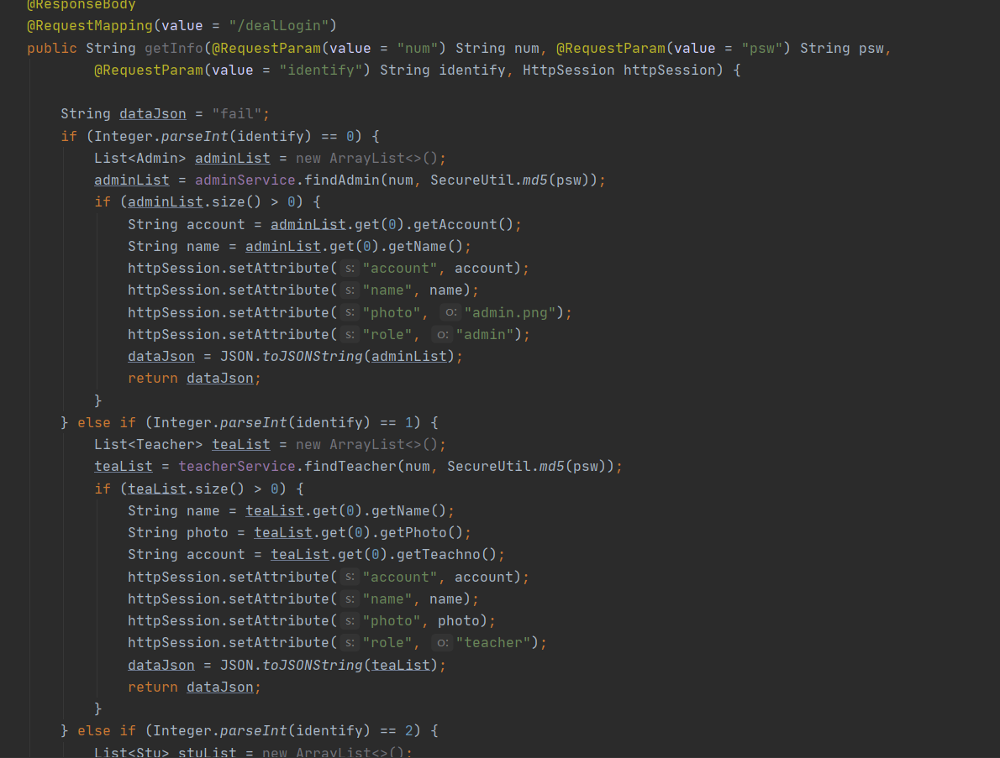 @ResponseBody
@RequestMapping(value = "/dealLogin")
public String getInfo(@RequestParam(value = "num") String num, @RequestParam(value = "psw") String psw,
@RequestParam(value = "identify") String identify, HttpSession httpSession) {
String dataJson = "fail";
if (Integer.parseInt(identify) == 0) {
List<Admin> adminList = new ArrayList<>();
adminList = adminService.findAdmin(num, SecureUtil.md5(psw));
if (adminList.size() > 0) {
String account = adminList.get(0).getAccount();
String name = adminList.get(0).getName();
httpSession.setAttribute( s: "account", account);
httpSession.setAttribute( s: "name", name);
httpSession.setAttribute( s: "photo", o: "admin.png");
httpSession.setAttribute( s: "role", o: "admin");
dataJson = JSON.toJSONString(adminList);
return dataJson;
}
} else if (Integer.parseInt(identify) == 1) {
List<Teacher> teaList = new ArrayList<>();
teaList = teacherService.findTeacher(num, SecureUtil.md5(psw));
if (teaList.size() > 0) {
String name = teaList.get(0).getName();
String photo = teaList.get(0).getPhoto();
String account = teaList.get(0).getTeachno();
httpSession.setAttribute( s: "account", account);
httpSession.setAttribute( s: "name", name);
httpSession.setAttribute( s: "photo", photo);
httpSession.setAttribute( s: "role", o: "teacher");
dataJson = JSON.toJSONString(teaList);
return dataJson;
}
} else if (Integer.parseInt(identify) == 2) {
List<Stu> stuList = new ArrayList<>();